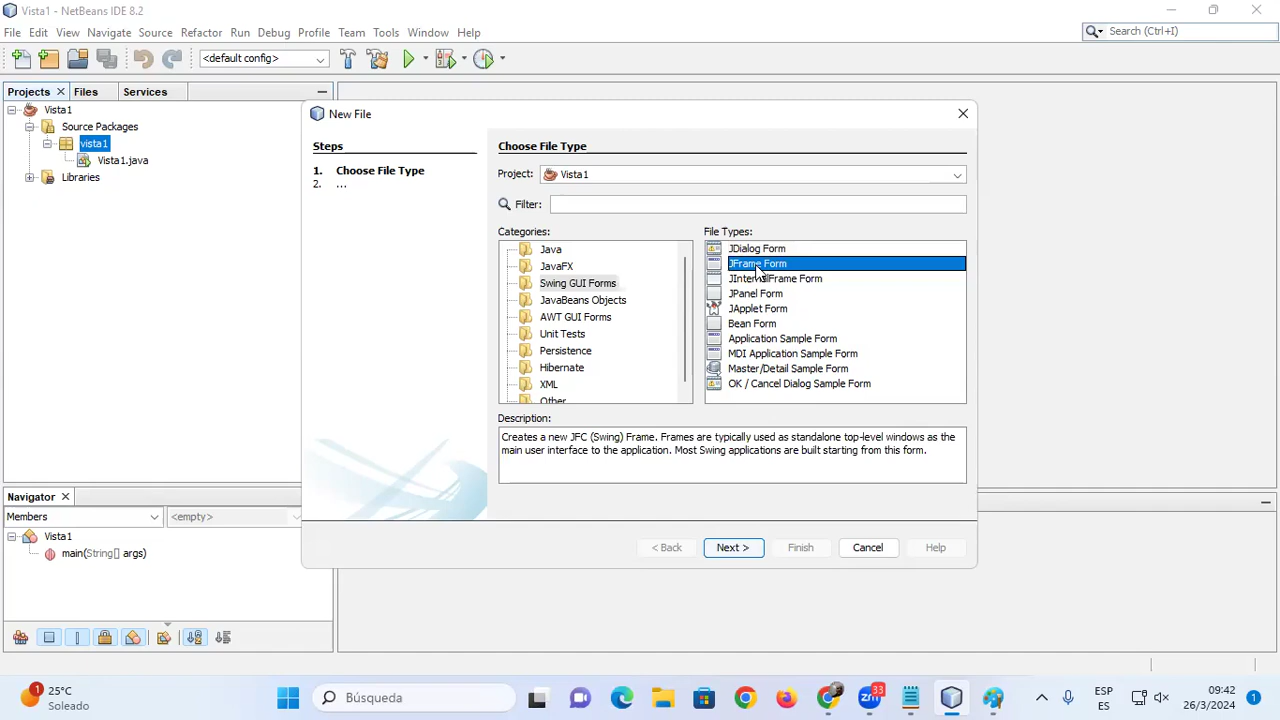 Vista1 - NetBeans IDE 8.2
File Edit View Navigate Source Refactor Run Debug Profile Team Tools Window Help
Search (Ctrl+I)
<default config>
Projects Files Services
Vista1
Source Packages
vista1
Vista1.java
Libraries
New File
Steps
1. Choose File Type
2. ...
Choose File Type
Project: Vista1
Filter:
Categories:
Java
JavaFX
Swing GUI Forms
JavaBeans Objects
AWT GUI Forms
Unit Tests
Persistence
Hibernate
XML
Other
File Types:
JDialog Form
JFrame Form
JInternalFrame Form
JPanel Form
JApplet Form
Bean Form
Application Sample Form
MDI Application Sample Form
Master/Detail Sample Form
OK / Cancel Dialog Sample Form
Description:
Creates a new JFC (Swing) Frame. Frames are typically used as standalone top-level windows as the
main user interface to the application. Most Swing applications are built starting from this form.
< Back Next > Finish Cancel Help
Navigator
Members <empty>
Vista1
main(String[] args)
1
25°C
Soleado
Búsqueda
33
ESP
ES
09:42
26/3/2024
1